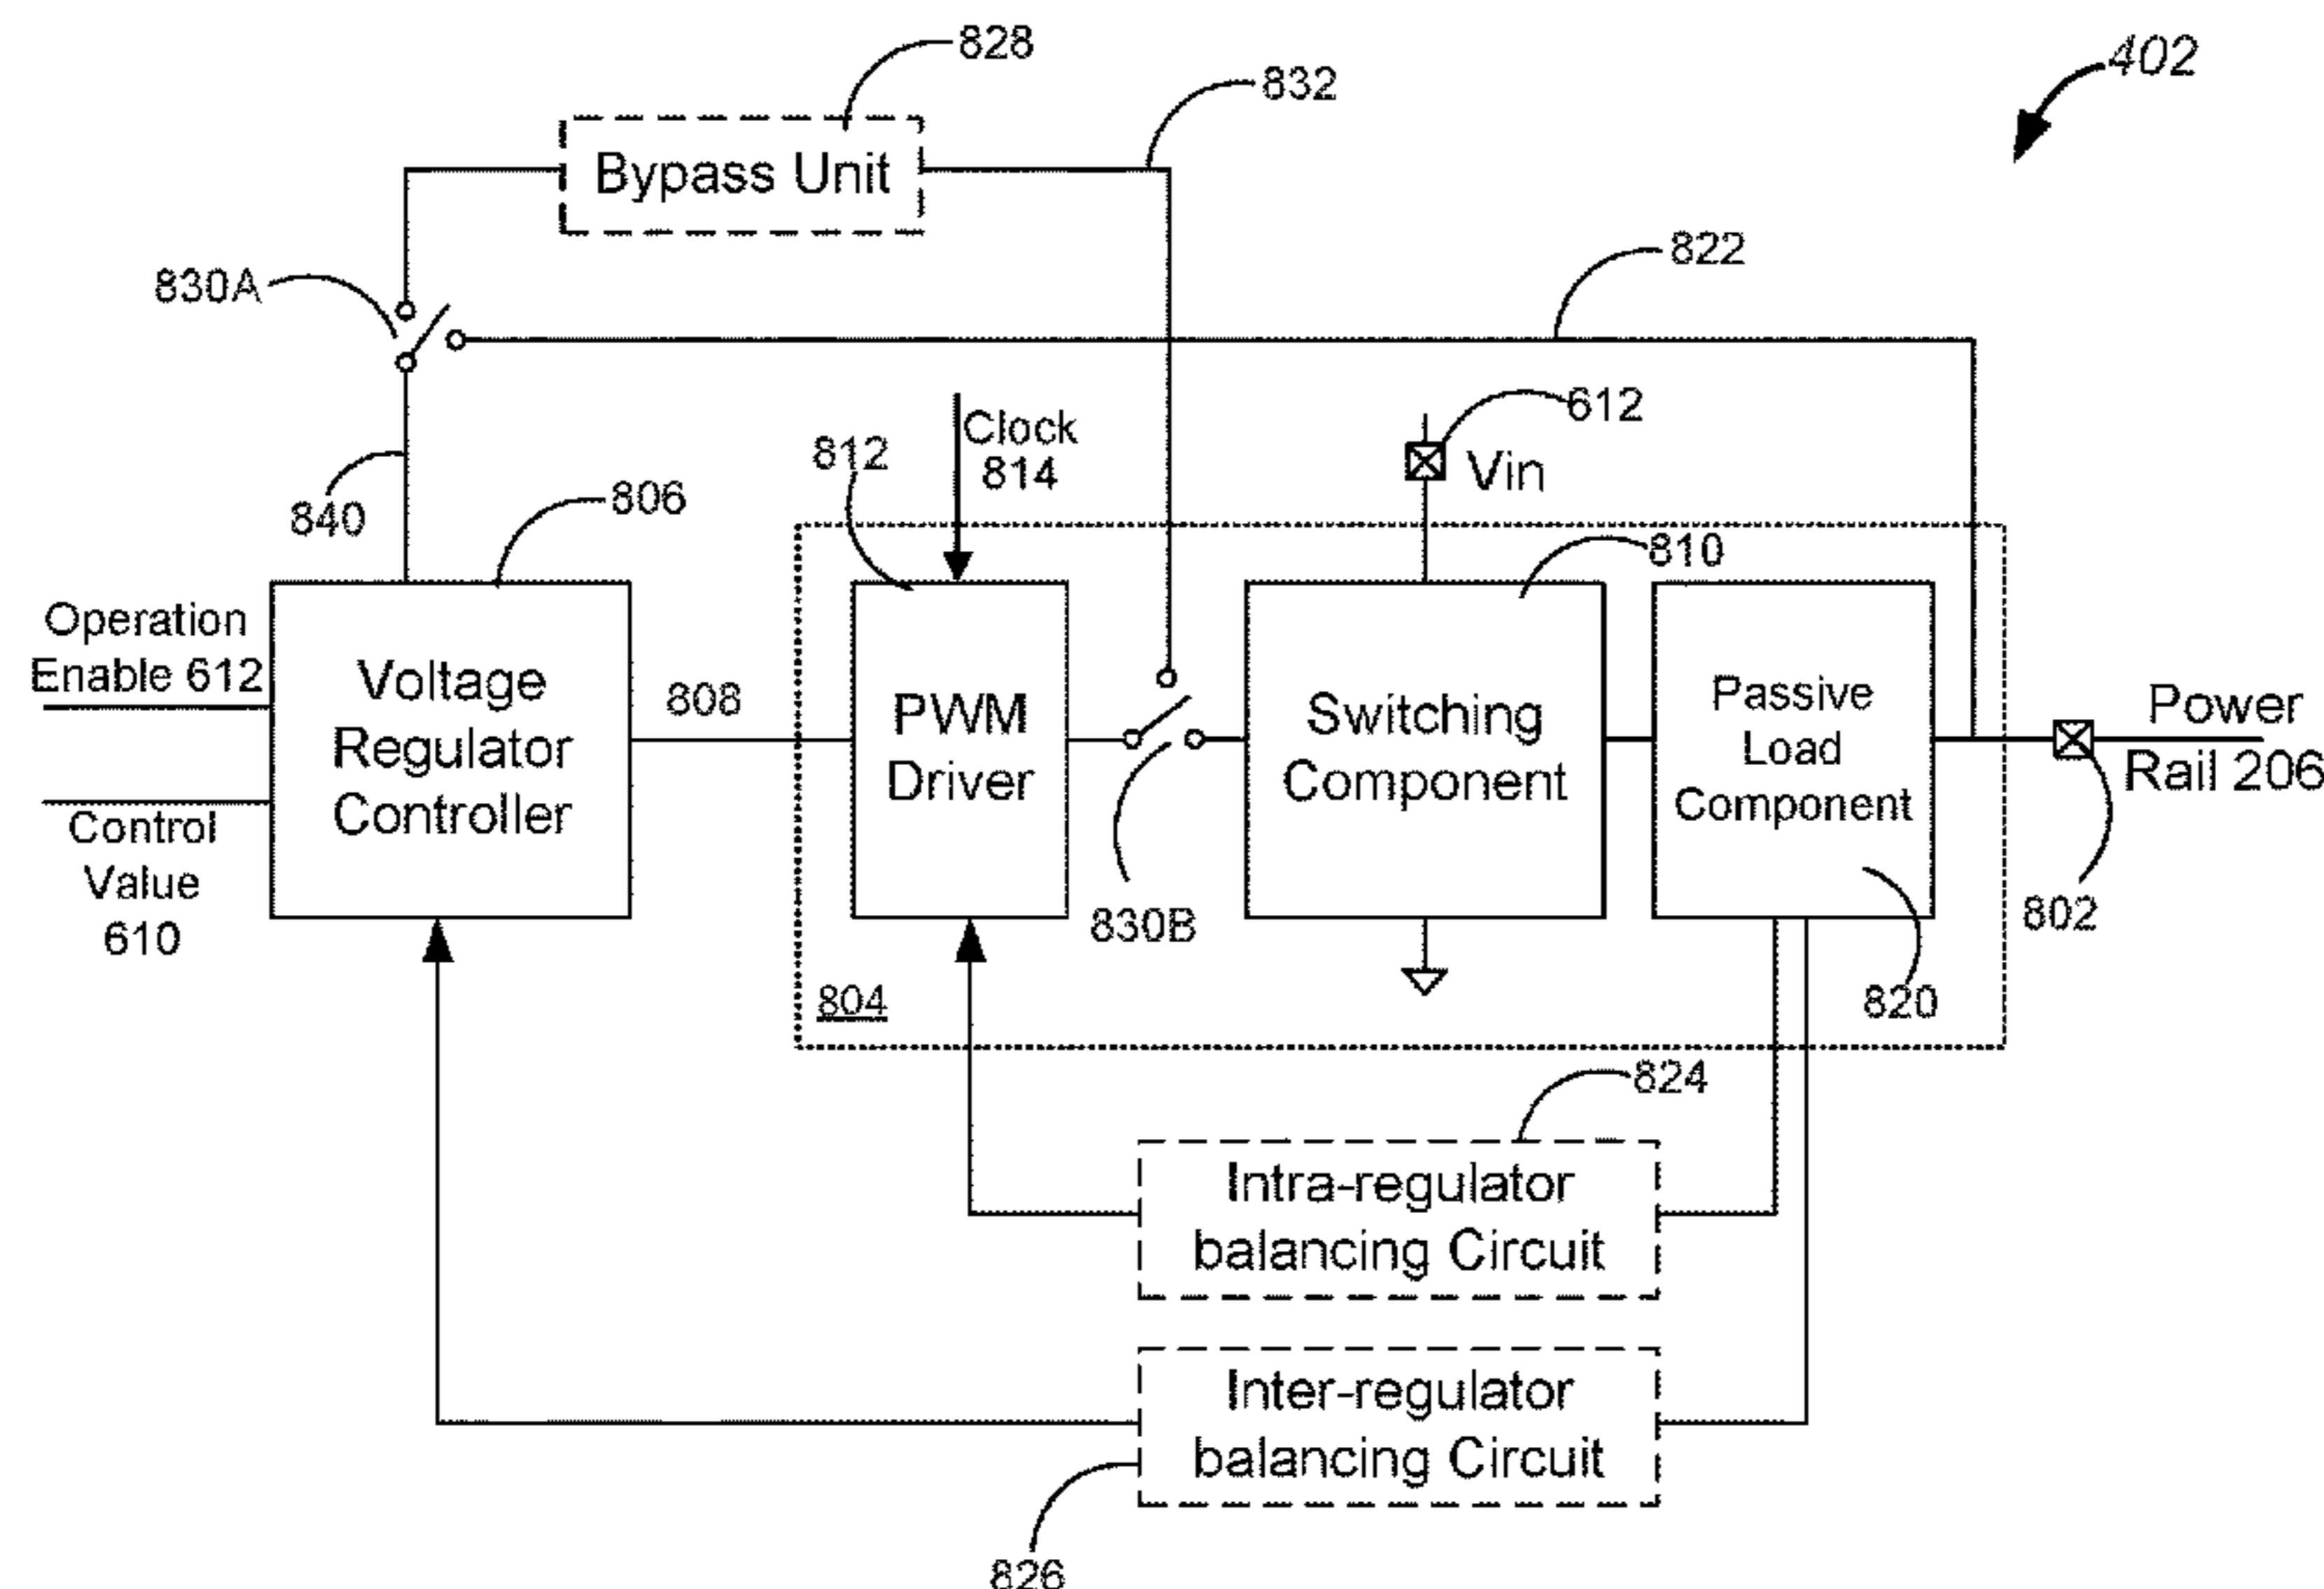 828
402
832
Bypass Unit
822
830A
612
Clock
814
812
Vin
840
806
810
Operation
Enable 612
Voltage
Regulator
Controller
808
PWM
Driver
Switching
Component
Passive
Load
Component
Power
Rail 206
Control
Value
610
830B
802
804
820
824
Intra-regulator
balancing Circuit
Inter-regulator
balancing Circuit
826